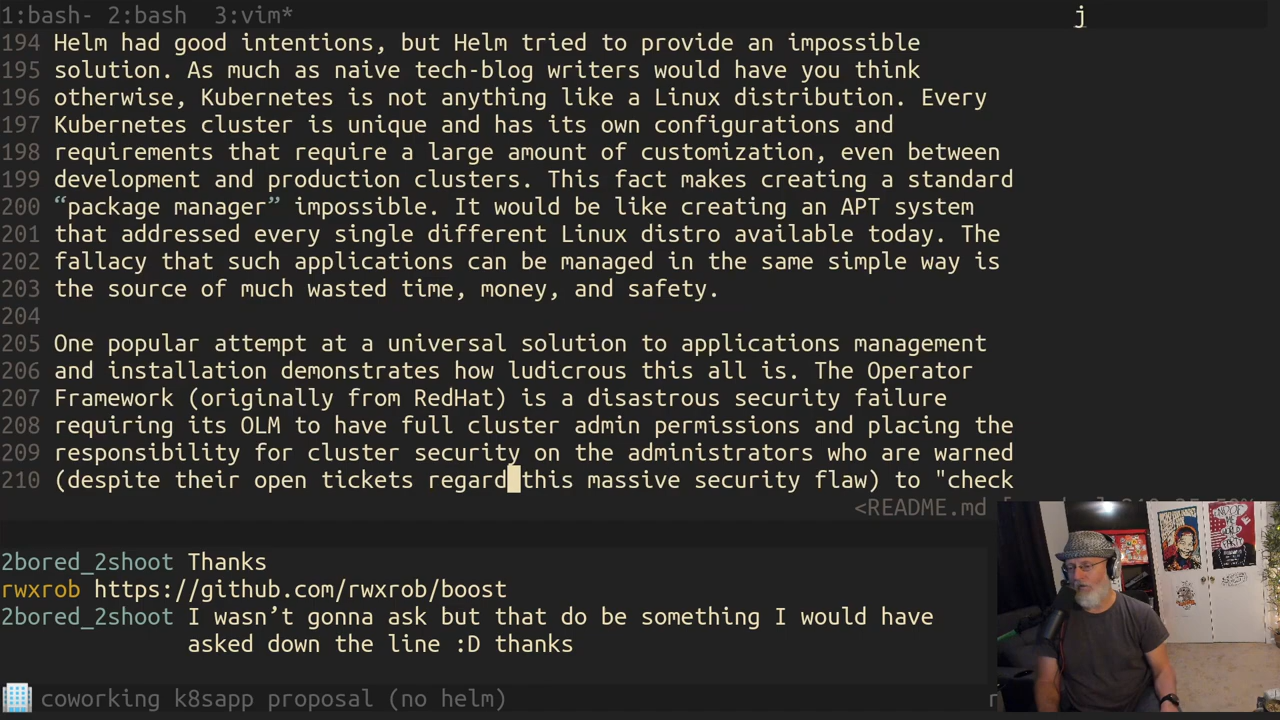 1:bash- 2:bash  3:vim*
j
194 Helm had good intentions, but Helm tried to provide an impossible
195 solution. As much as naive tech-blog writers would have you think
196 otherwise, Kubernetes is not anything like a Linux distribution. Every
197 Kubernetes cluster is unique and has its own configurations and
198 requirements that require a large amount of customization, even between
199 development and production clusters. This fact makes creating a standard
200 “package manager” impossible. It would be like creating an APT system
201 that addressed every single different Linux distro available today. The
202 fallacy that such applications can be managed in the same simple way is
203 the source of much wasted time, money, and safety.
204
205 One popular attempt at a universal solution to applications management
206 and installation demonstrates how ludicrous this all is. The Operator
207 Framework (originally from RedHat) is a disastrous security failure
208 requiring its OLM to have full cluster admin permissions and placing the
209 responsibility for cluster security on the administrators who are warned
210 (despite their open tickets regard this massive security flaw) to "check
<README.md
2bored_2shoot Thanks
rwxrob https://github.com/rwxrob/boost
2bored_2shoot I wasn’t gonna ask but that do be something I would have
asked down the line :D thanks
coworking k8sapp proposal (no helm)